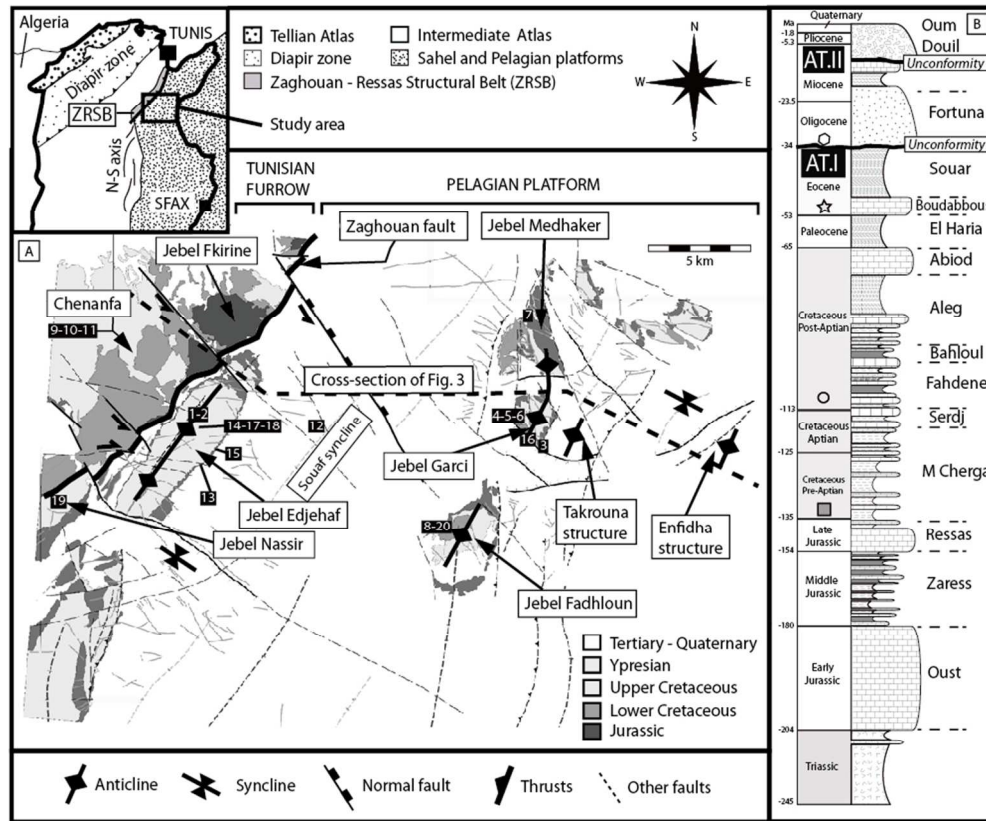 Algeria
TUNIS
Diapir zone
ZRSB
N-S axis
SFAX
Tellian Atlas
Diapir zone
Zaghouan - Ressas Structural Belt (ZRSB)
Intermediate Atlas
Sahel and Pelagian platforms
Study area
N
W
E
S
TUNISIAN
FURROW
PELAGIAN PLATFORM
A
Zaghouan fault
Jebel Medhaker
Jebel Fkirine
5 km
Chenanfa
9-10-11
7
Cross-section of Fig. 3
1-2
14-17-18
12
4-5-6
16
3
15
Souaf syncline
13
Jebel Garci
19
Jebel Edjehaf
Takrouna
structure
Enfidha
structure
8-20
Jebel Nassir
Jebel Fadhloun
Tertiary - Quaternary
Ypresian
Upper Cretaceous
Lower Cretaceous
Jurassic
Anticline
Syncline
Normal fault
Thrusts
Other faults
B
Quaternary
Ma
-1.8
Pliocene
-5.3
Oum
Douil
AT.II
Unconformity
Miocene
-23.5
Fortuna
Oligocene
-34
Unconformity
AT.I
Souar
Eocene
Boudabbous
-53
Paleocene
El Haria
-65
Abiod
Aleg
Cretaceous
Post-Aptian
Bahloul
Fahdene
-113
Serdj
Cretaceous
Aptian
-125
M Cherga
Cretaceous
Pre-Aptian
-135
Late
Jurassic
Ressas
-154
Middle
Jurassic
Zaress
-180
Early
Jurassic
Oust
-204
Triassic
-245